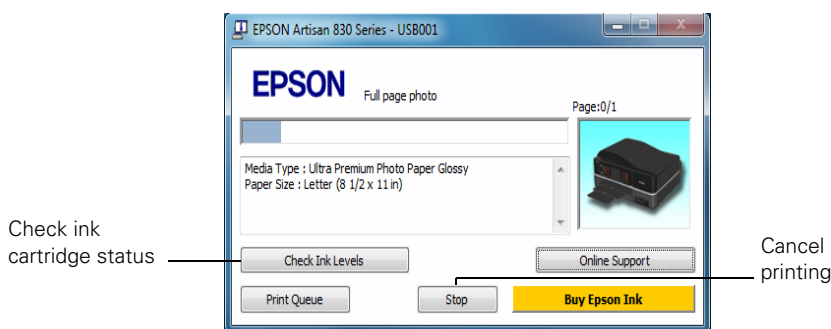 EPSON Artisan 830 Series - USB001
EPSON
Full page photo
Page:0/1
Media Type : Ultra Premium Photo Paper Glossy
Paper Size : Letter (8 1/2 x 11 in)
Check ink
cartridge status
Check Ink Levels
Online Support
Cancel
printing
Print Queue
Stop
Buy Epson Ink